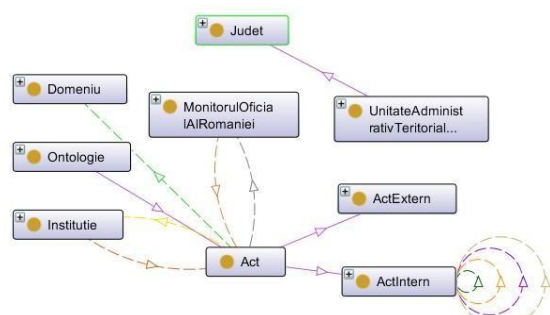 Judet
Domeniu
MonitorulOficia
lAlRomaniei
UnitateAdminist
rativTeritorial...
Ontologie
ActExtern
Institutie
Act
ActIntern